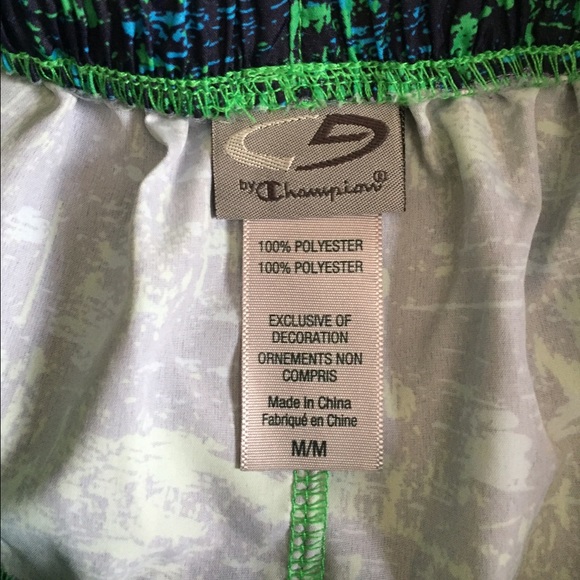 by Champion®
100% POLYESTER
100% POLYESTER
EXCLUSIVE OF
DECORATION
ORNEMENTS NON
COMPRIS
Made in China
Fabriqué en Chine
M/M